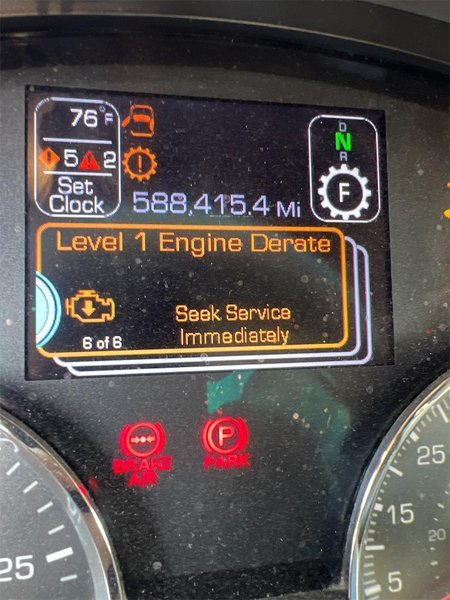 76°F
5 2
Set
Clock
588,415.4 Mi
D
N
R
F
Level 1 Engine Derate
Seek Service
Immediately
6 of 6
P
BRAKE
AIR
PARK
25
25
15
20
5